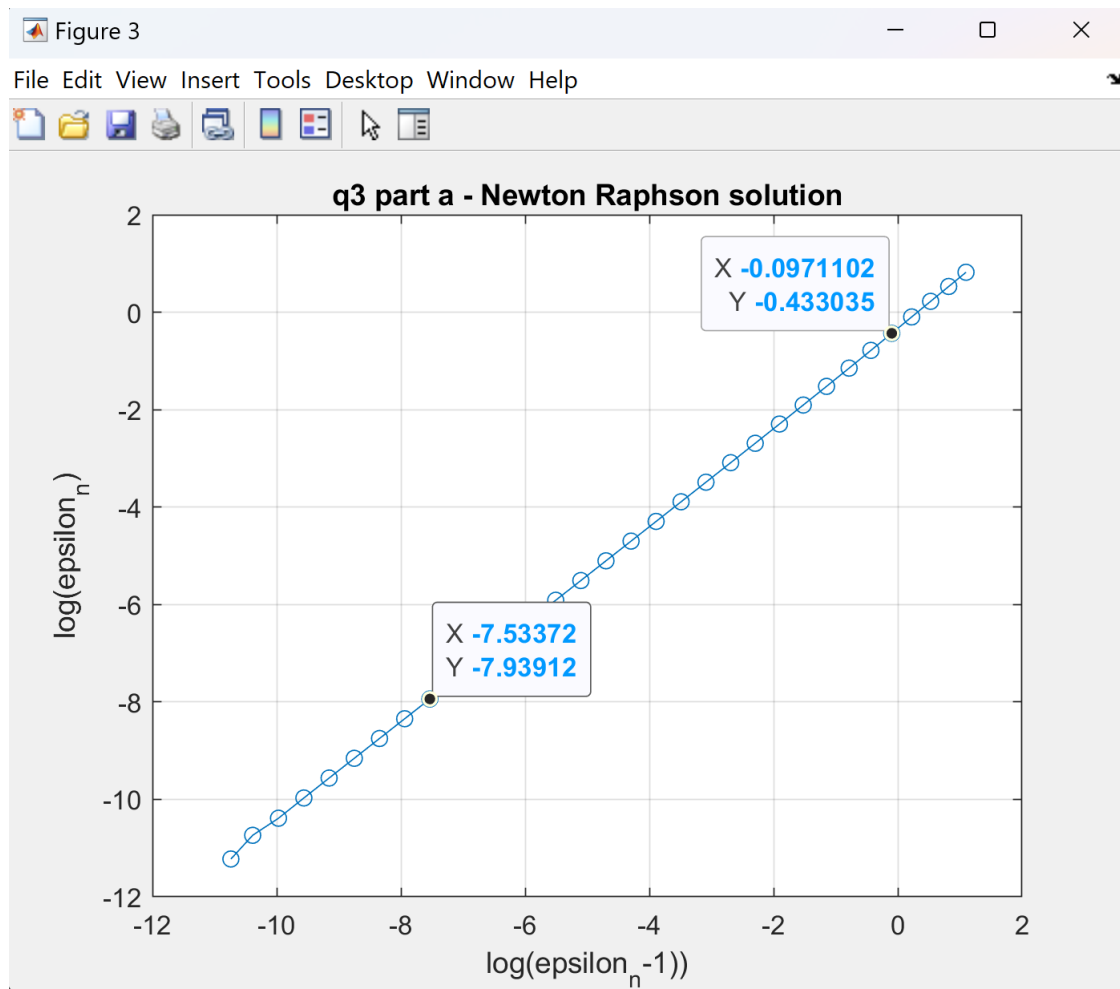 Figure 3
File Edit View Insert Tools Desktop Window Help
q3 part a - Newton Raphson solution
2
0
-2
-4
-6
-8
-10
-12
log(epsilon_n)
X -0.0971102
Y -0.433035
X -7.53372
Y -7.93912
-12 -10 -8 -6 -4 -2 0 2
log(epsilon_n-1))